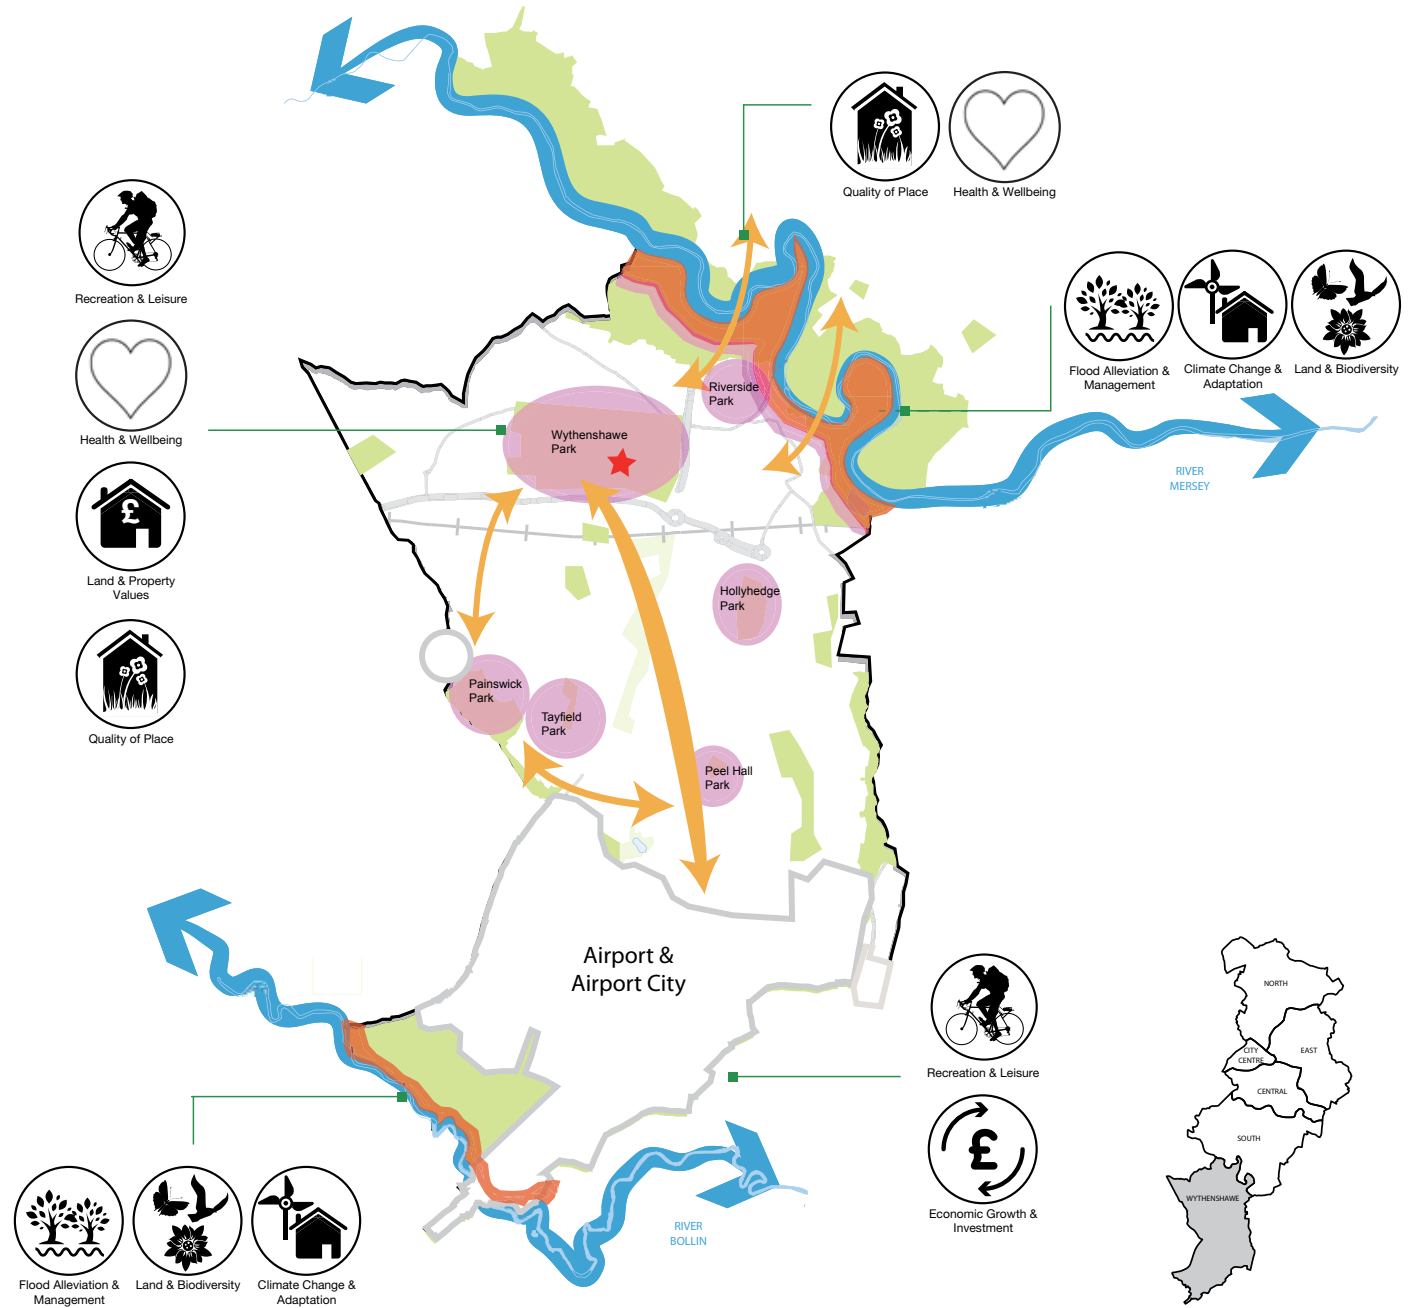 Quality of Place
Health & Wellbeing
Recreation & Leisure
Health & Wellbeing
Land & Property
Values
Quality of Place
Flood Alleviation &
Management
Climate Change &
Adaptation
Land & Biodiversity
Riverside
Park
Wythenshawe
Park
RIVER
MERSEY
£
Hollyhedge
Park
Painswick
Park
Tayfield
Park
Peel Hall
Park
Airport &
Airport City
Recreation & Leisure
£
Economic Growth &
Investment
RIVER
BOLLIN
Flood Alleviation &
Management
Land & Biodiversity
Climate Change &
Adaptation
NORTH
CITY
CENTRE
EAST
CENTRAL
SOUTH
WYTHENSHAWE